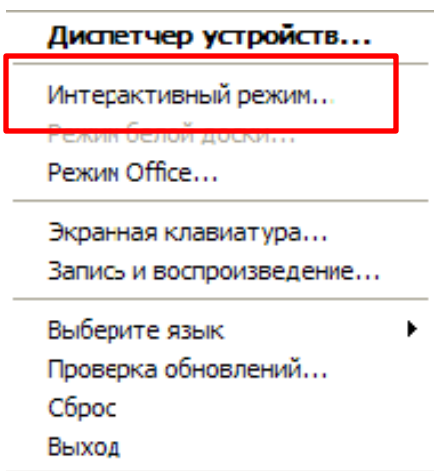 Диспетчер устройств...
Интерактивный режим...
Режим белой доски...
Режим Office...
Экранная клавиатура...
Запись и воспроизведение...
Выберите язык
Проверка обновлений...
Сброс
Выход